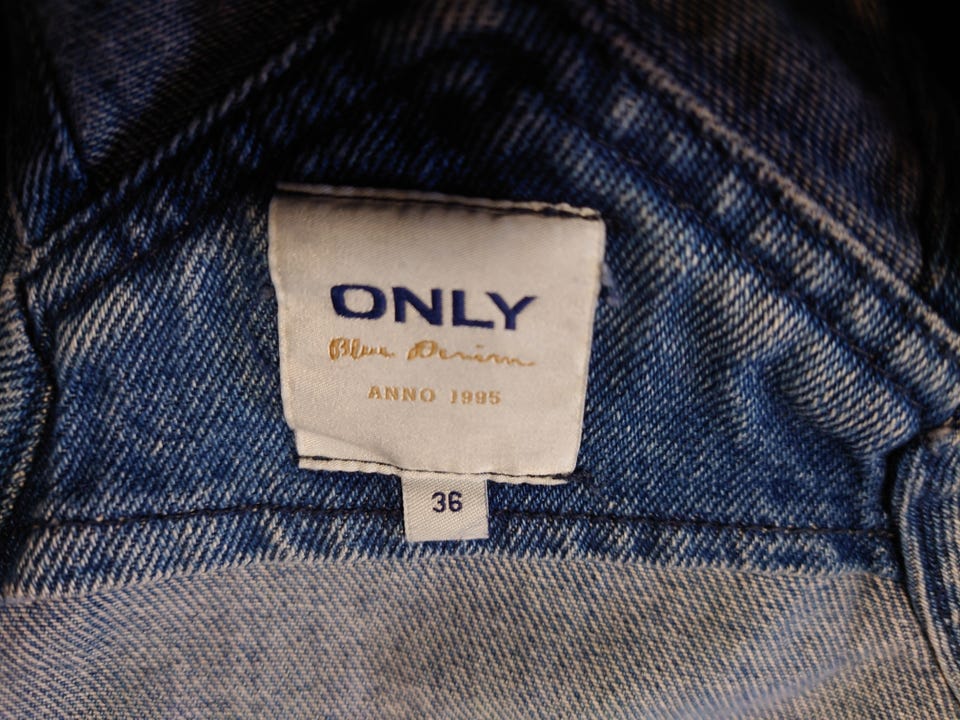 ONLY
Blue Denim
ANNO 1995
36